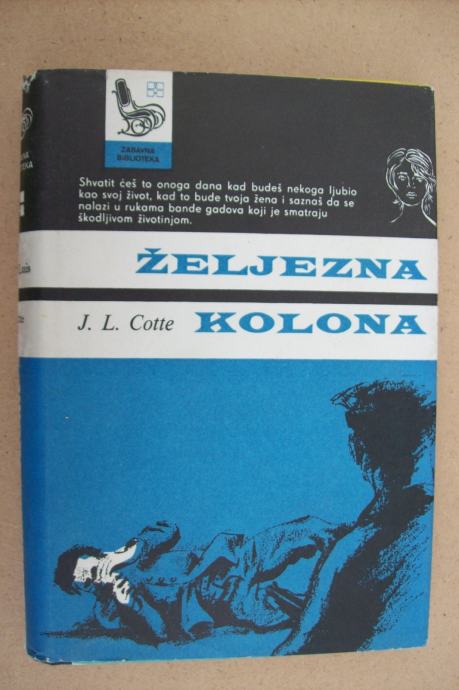 ZABAVNA
BIBLIOTEKA
Shvatit ćeš to onoga dana kad budeš nekoga ljubio
kao svoj život, kad to bude tvoja žena i saznaš da se
nalazi u rukama bande gadova koji je smatraju
škodljivom životinjom.
ŽELJEZNA
J. L. Cotte KOLONA